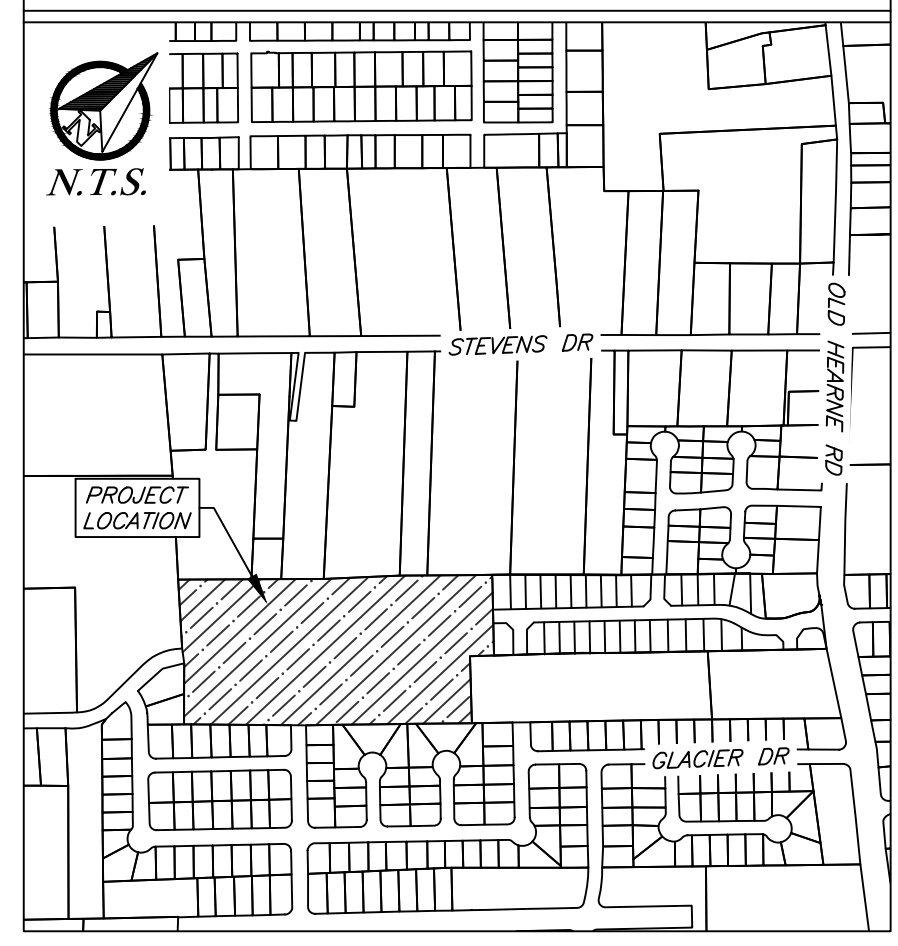 N
N.T.S.
STEVENS DR
OLD HEARNE RD
PROJECT
LOCATION
GLACIER DR